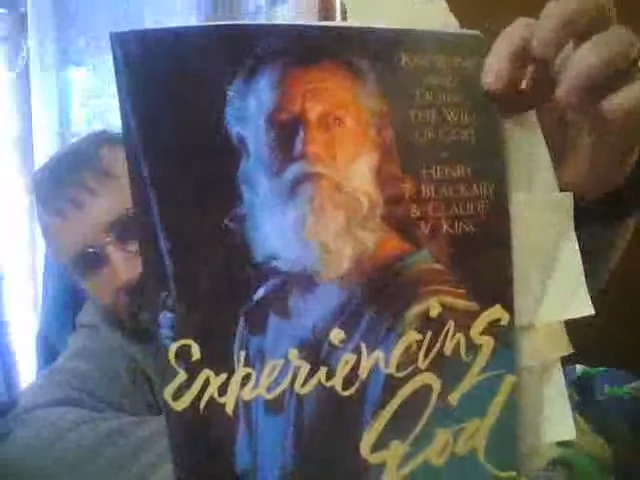 KNOWING
AND
DOING
THE WILL
OF GOD
HENRY
T. BLACKABY
& CLAUDE
V. KING
Experiencing
God